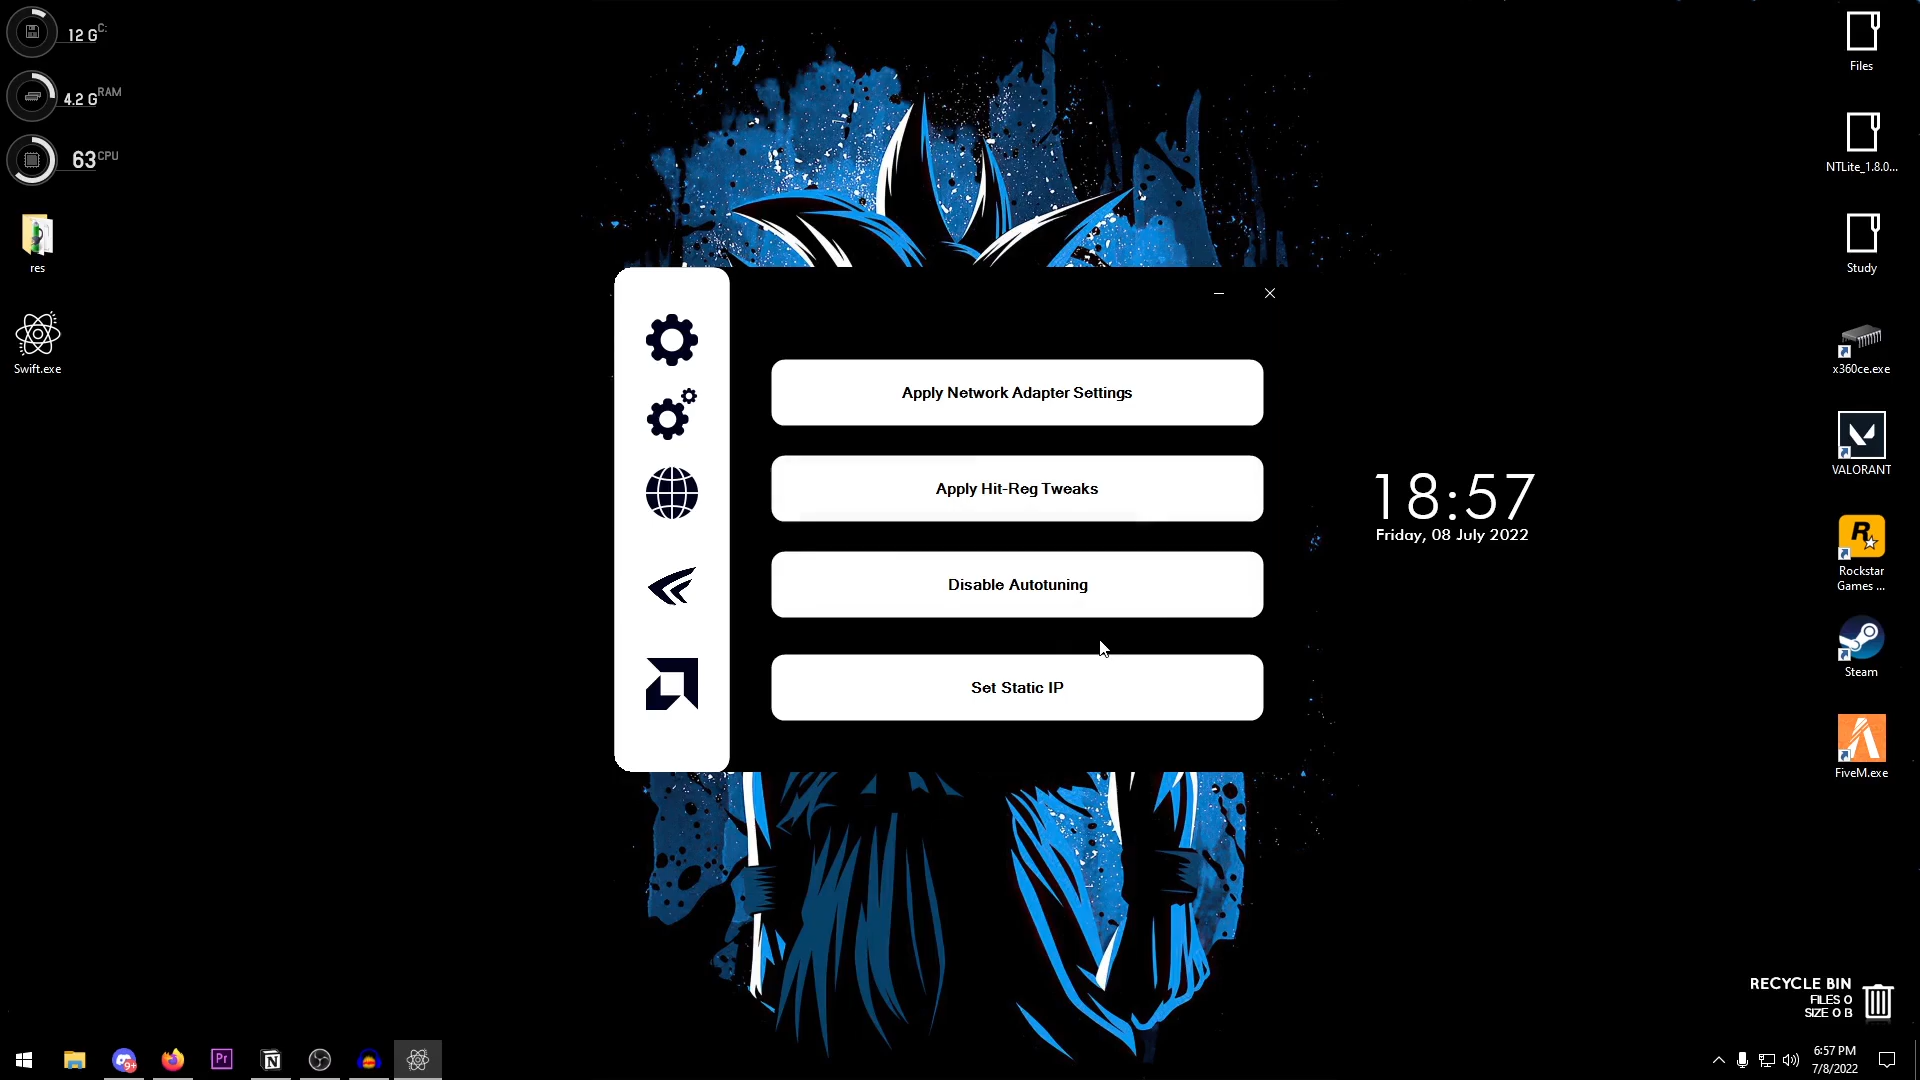 12 G C:
4.2 G RAM
63 CPU
res
Swift.exe
Apply Network Adapter Settings
Apply Hit-Reg Tweaks
Disable Autotuning
Set Static IP
18:57
Friday, 08 July 2022
Files
NTLite_1.8.0...
Study
x360ce.exe
VALORANT
Rockstar
Games ...
Steam
FiveM.exe
RECYCLE BIN
FILES 0
SIZE 0 B
9+
Pr
6:57 PM
7/8/2022